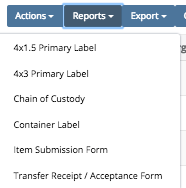 Actions Reports Export
4x1.5 Primary Label
4x3 Primary Label
Chain of Custody
Container Label
Item Submission Form
Transfer Receipt / Acceptance Form